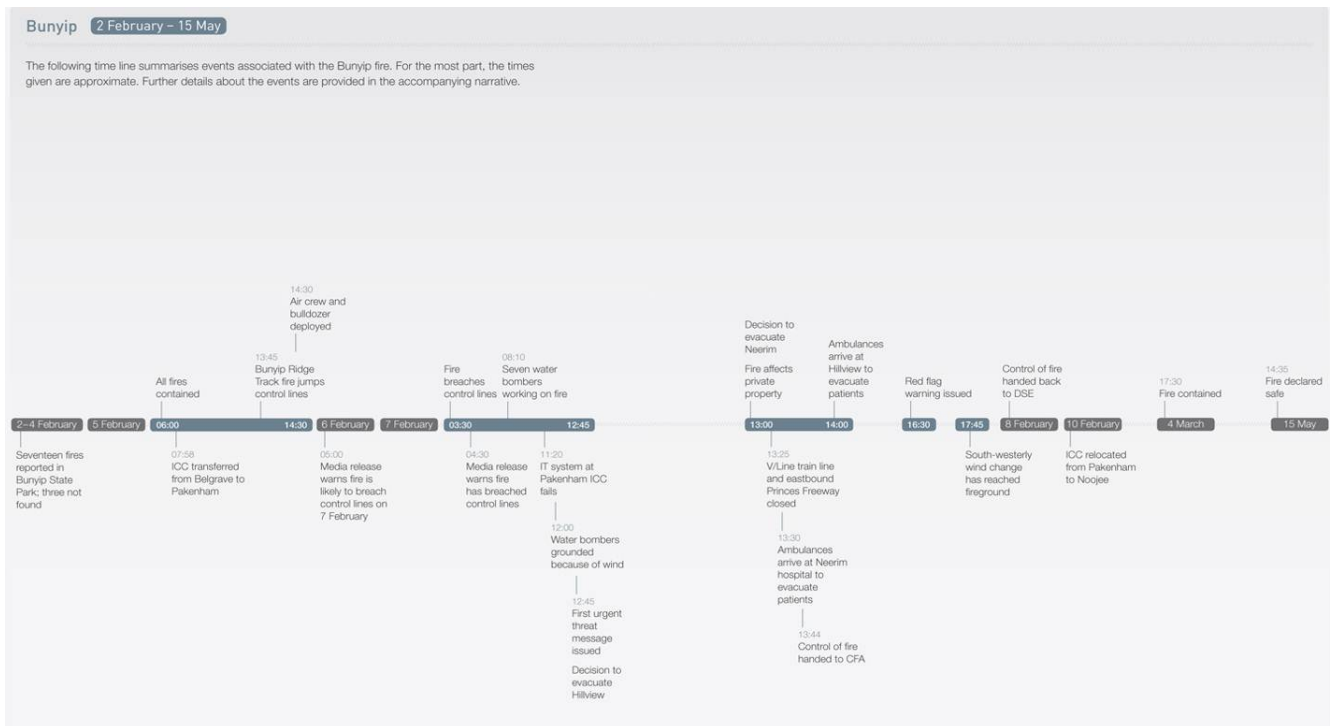 Bunyip 2 February – 15 May
The following time line summarises events associated with the Bunyip fire. For the most part, the times
given are approximate. Further details about the events are provided in the accompanying narrative.
14:30
Air crew and
bulldozer
deployed
All fires
contained
13:45
Bunyip Ridge
Track fire jumps
control lines
Fire
breaches
control lines
08:10
Seven water
bombers
working on fire
Decision to
evacuate
Neerim
Fire affects
private
property
Ambulances
arrive at
Hillview to
evacuate
patients
Red flag
warning issued
Control of fire
handed back
to DSE
17:30
Fire contained
14:35
Fire declared
safe
2–4 February 5 February 06:00 14:30 6 February 7 February 03:30 12:45 13:00 14:00 16:30 17:45 8 February 10 February 4 March 15 May
Seventeen fires
reported in
Bunyip State
Park; three not
found
07:58
ICC transferred
from Belgrave to
Pakenham
05:00
Media release
warns fire is
likely to breach
control lines on
7 February
04:30
Media release
warns fire
has breached
control lines
11:20
IT system at
Pakenham ICC
fails
12:00
Water bombers
grounded
because of wind
12:45
First urgent
threat
message
issued
Decision to
evacuate
Hillview
13:25
V/Line train line
and eastbound
Princes Freeway
closed
13:30
Ambulances
arrive at Neerim
hospital to
evacuate
patients
13:44
Control of fire
handed to CFA
South-westerly
wind change
has reached
fireground
ICC relocated
from Pakenham
to Noojee